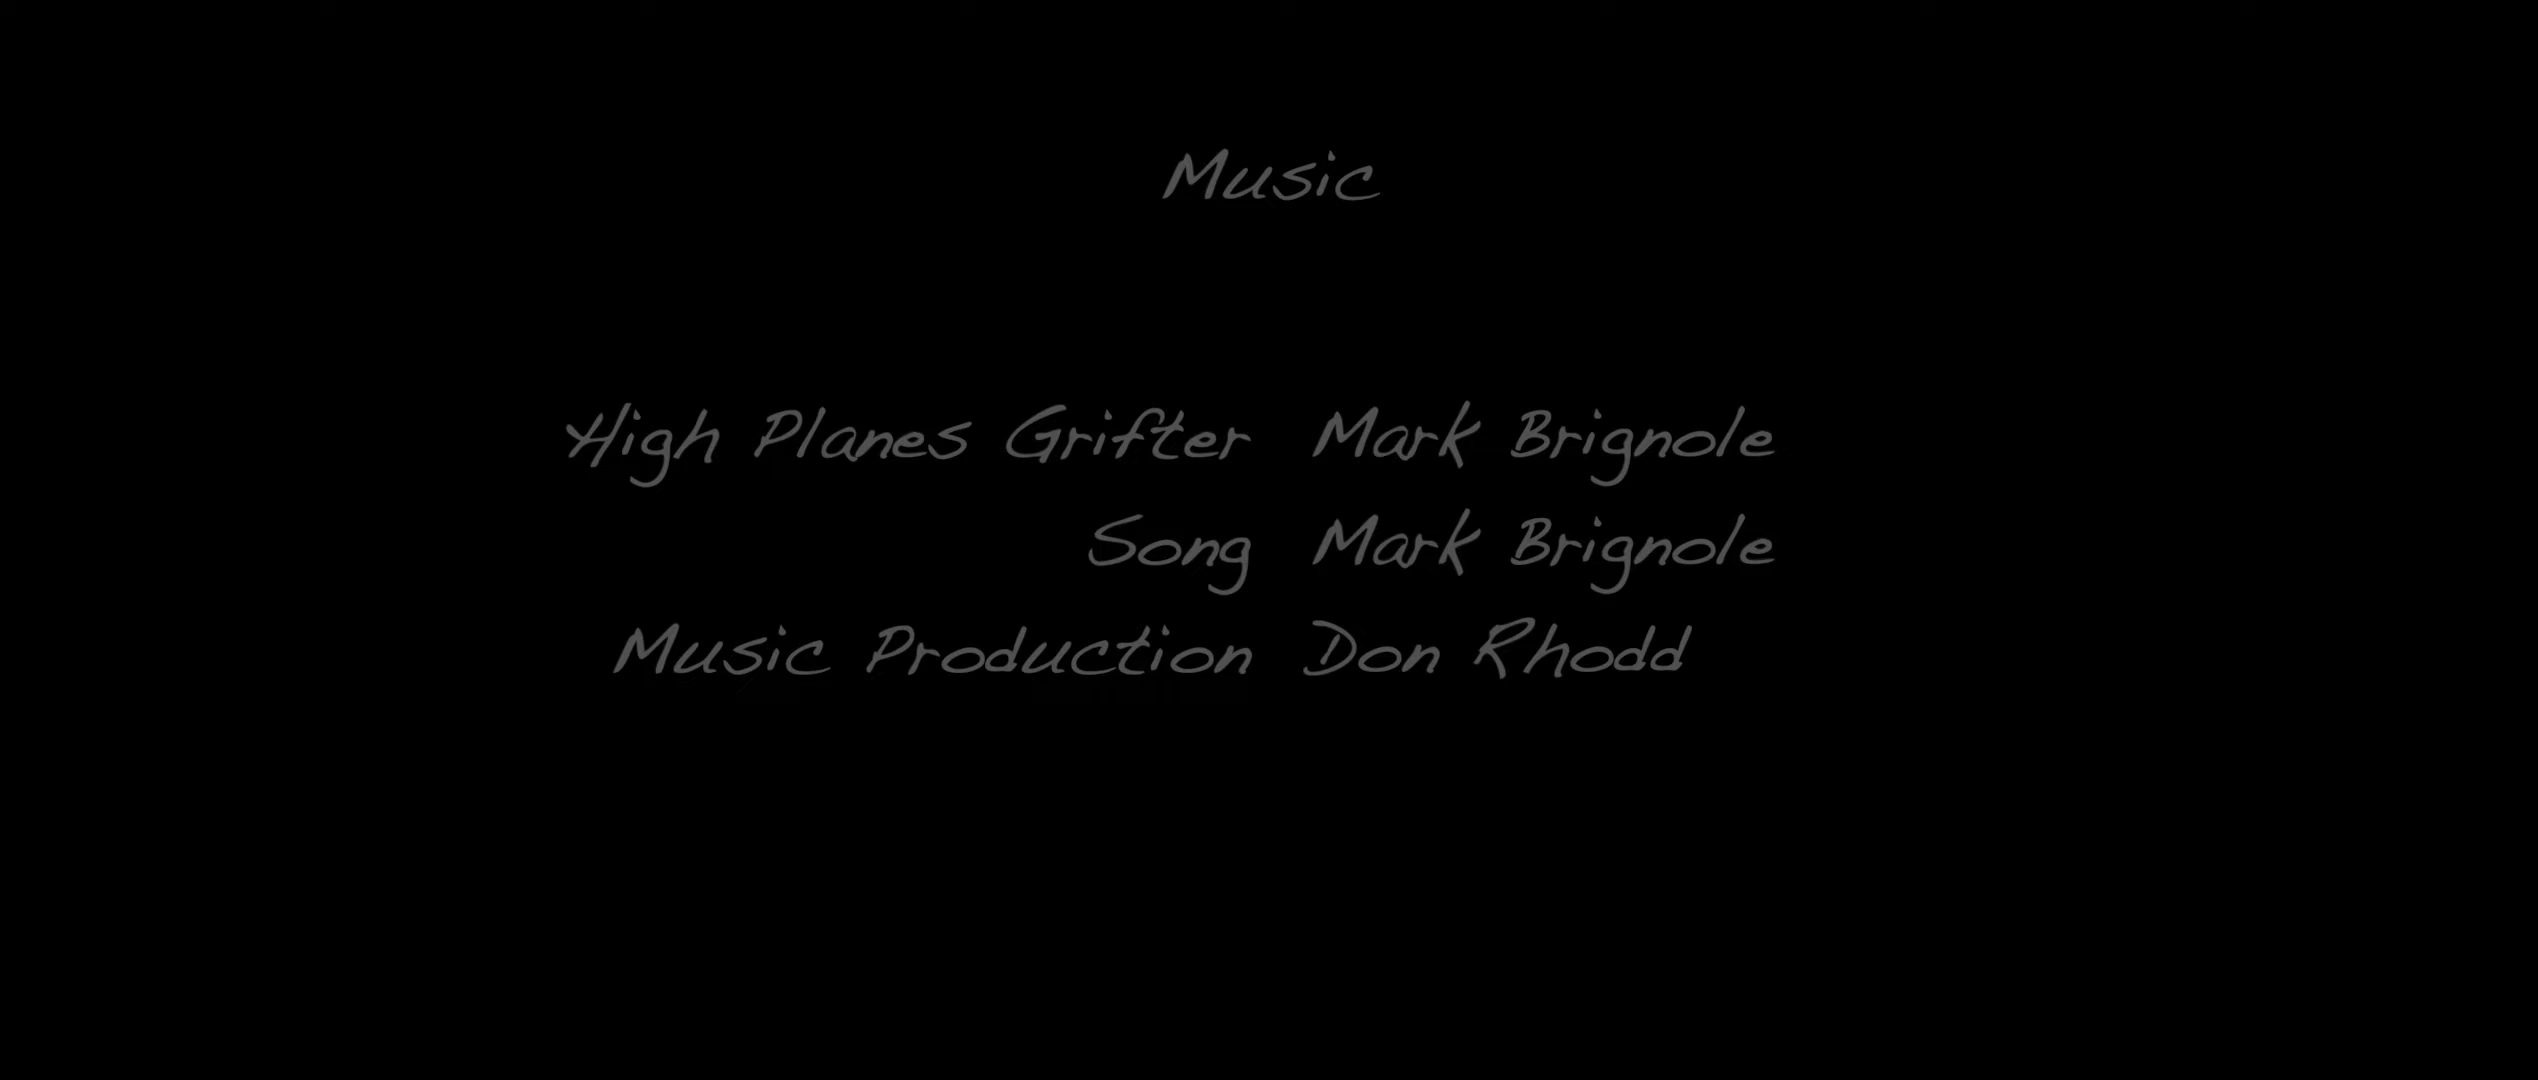 Music
High Planes Grifter Mark Brignole
Song Mark Brignole
Music Production Don Rhodd